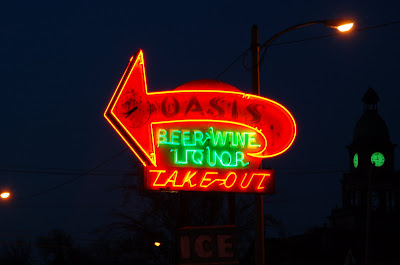 OASIS
BEER-WINE
LIQUOR
TAKE-OUT
ICE